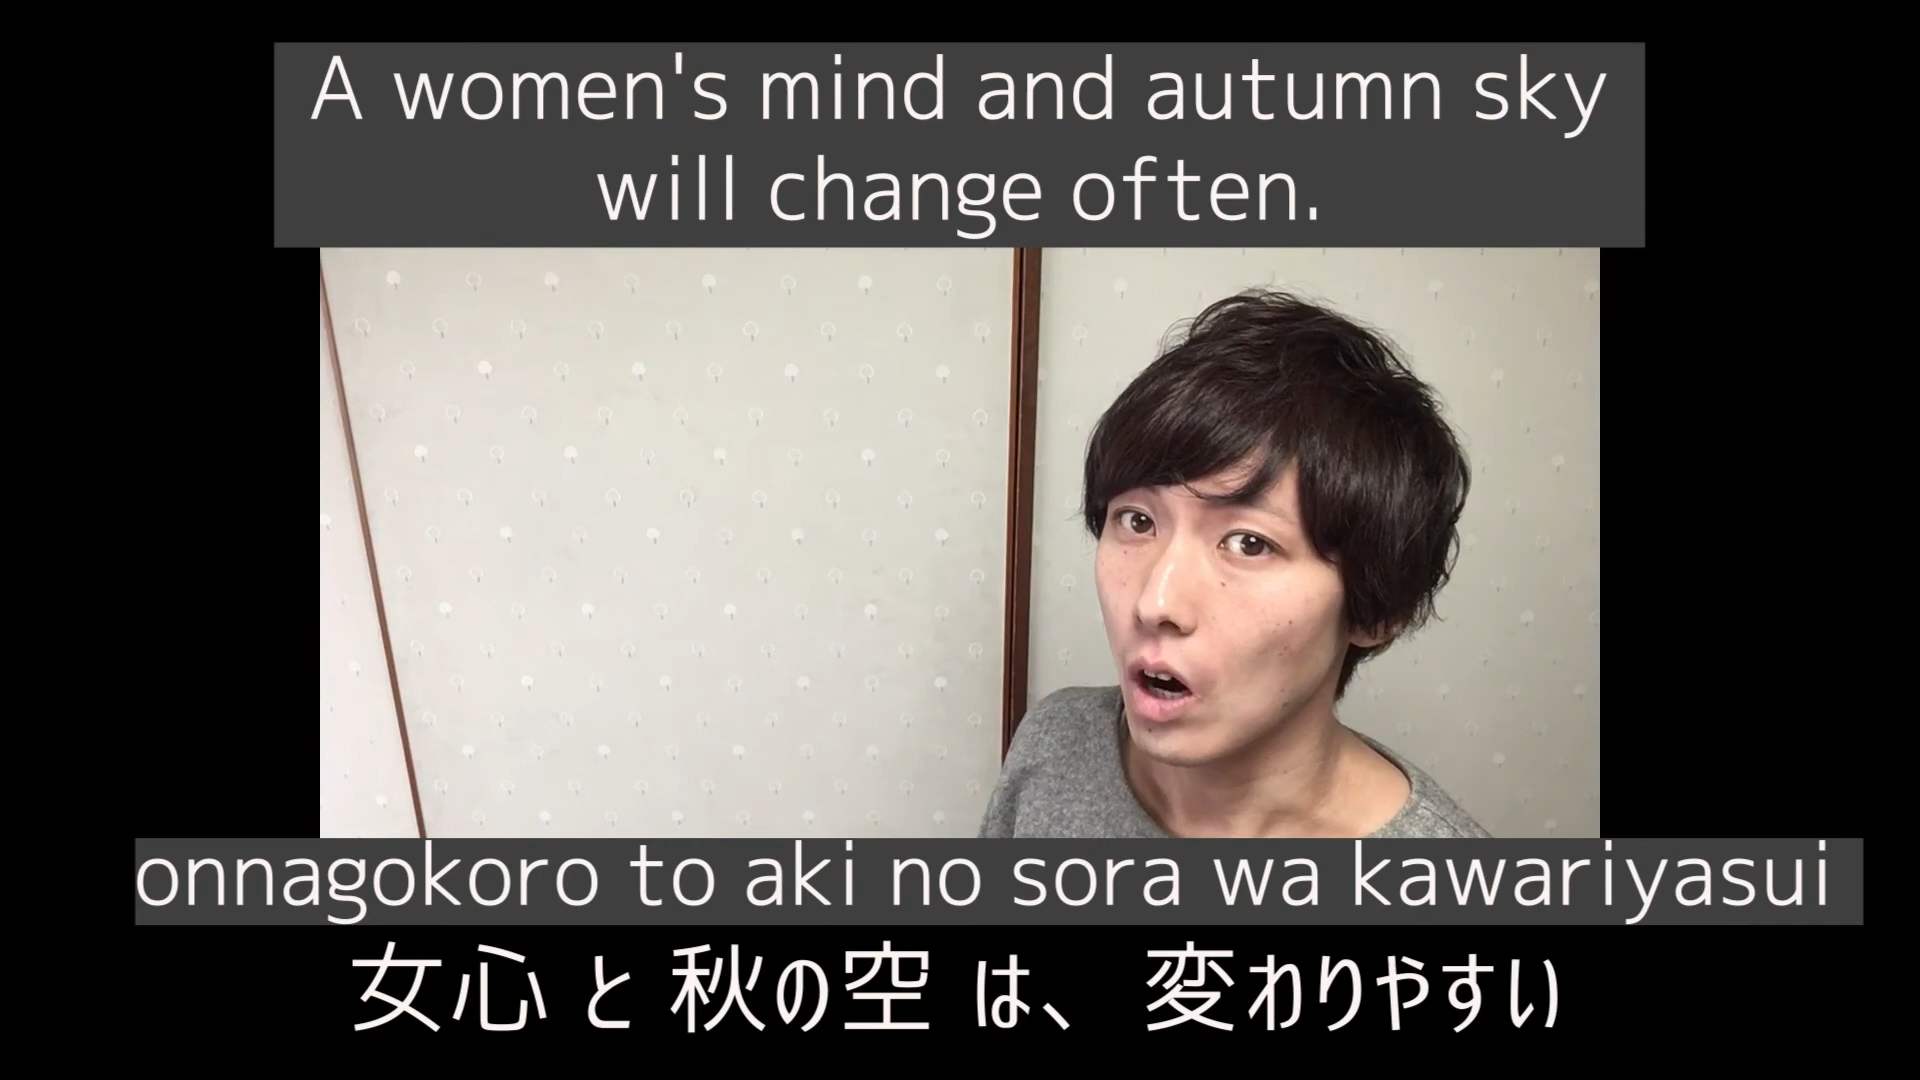 A women's mind and autumn sky
will change often.
onnagokoro to aki no sora wa kawariyasui
女心 と 秋の空 は、 変わりやすい